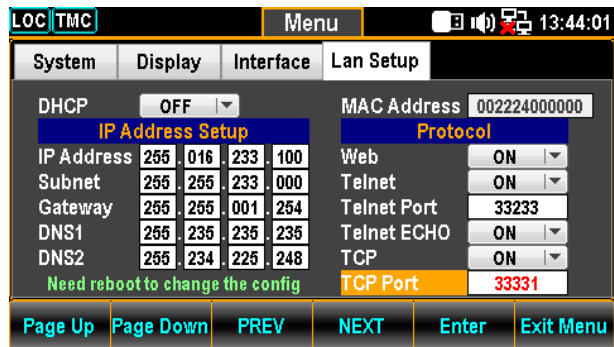 LOC TMC Menu 13:44:01
System Display Interface Lan Setup
DHCP OFF MAC Address 002224000000
IP Address Setup Protocol
IP Address 255 . 016 . 233 . 100 Web ON
Subnet 255 . 255 . 233 . 000 Telnet ON
Gateway 255 . 255 . 001 . 254 Telnet Port 33233
DNS1 255 . 235 . 235 . 235 Telnet ECHO ON
DNS2 255 . 234 . 225 . 248 TCP ON
Need reboot to change the config TCP Port 33331
Page Up Page Down PREV NEXT Enter Exit Menu